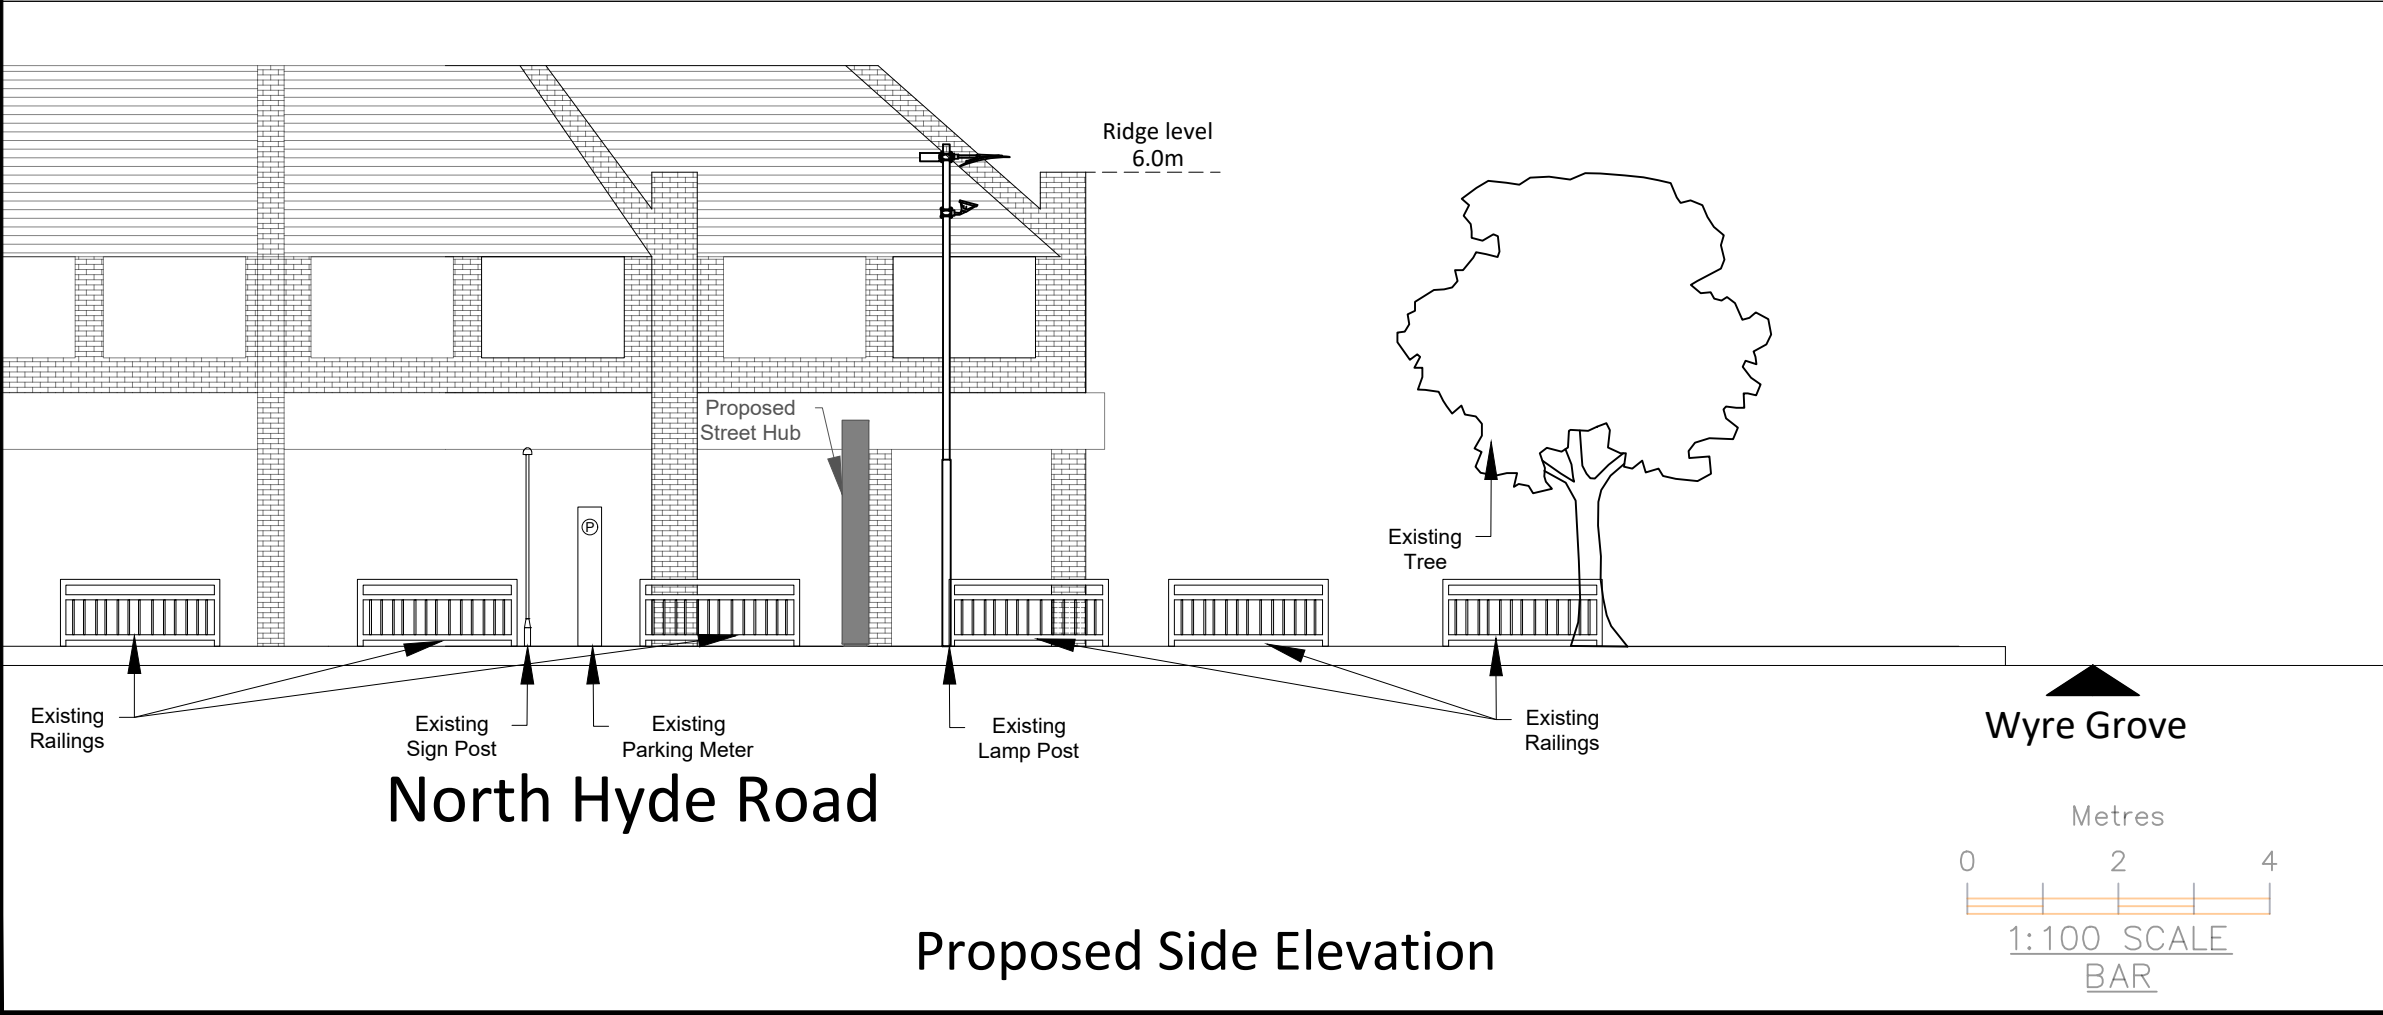 Ridge level
6.0m
Proposed
Street Hub
P
Existing
Tree
Existing
Railings
Existing
Sign Post
Existing
Parking Meter
Existing
Lamp Post
Existing
Railings
Wyre Grove
North Hyde Road
Metres
0 2 4
1:100 SCALE
BAR
Proposed Side Elevation